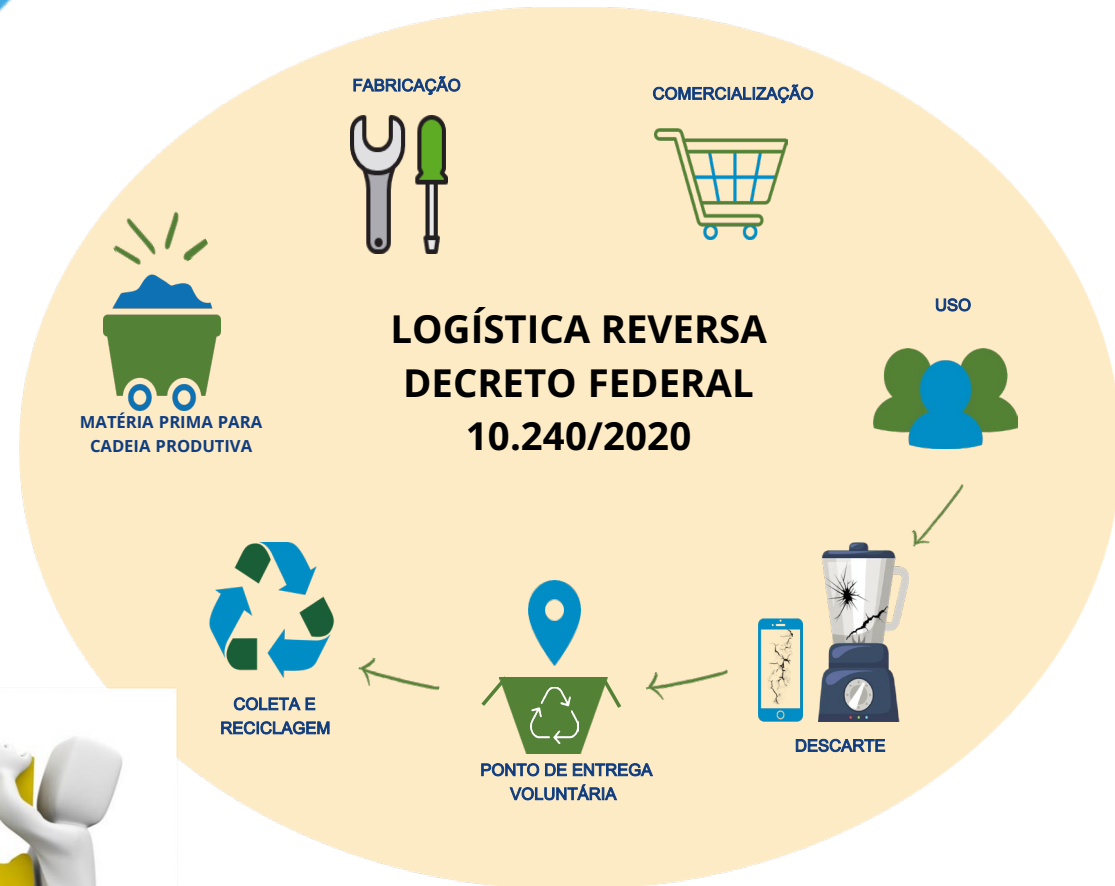 FABRICAÇÃO
COMERCIALIZAÇÃO
USO
LOGÍSTICA REVERSA
DECRETO FEDERAL
10.240/2020
MATÉRIA PRIMA PARA
CADEIA PRODUTIVA
COLETA E
RECICLAGEM
PONTO DE ENTREGA
VOLUNTÁRIA
DESCARTE